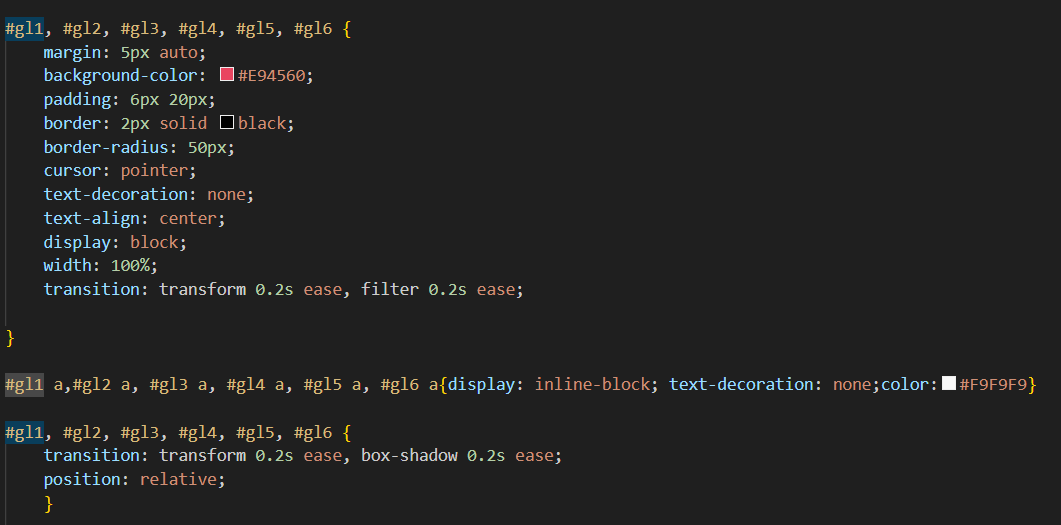 #gl1, #gl2, #gl3, #gl4, #gl5, #gl6 {
    margin: 5px auto;
    background-color: #E94560;
    padding: 6px 20px;
    border: 2px solid black;
    border-radius: 50px;
    cursor: pointer;
    text-decoration: none;
    text-align: center;
    display: block;
    width: 100%;
    transition: transform 0.2s ease, filter 0.2s ease;
}
#gl1 a,#gl2 a, #gl3 a, #gl4 a, #gl5 a, #gl6 a{display: inline-block; text-decoration: none;color:#F9F9F9}
#gl1, #gl2, #gl3, #gl4, #gl5, #gl6 {
    transition: transform 0.2s ease, box-shadow 0.2s ease;
    position: relative;
    }